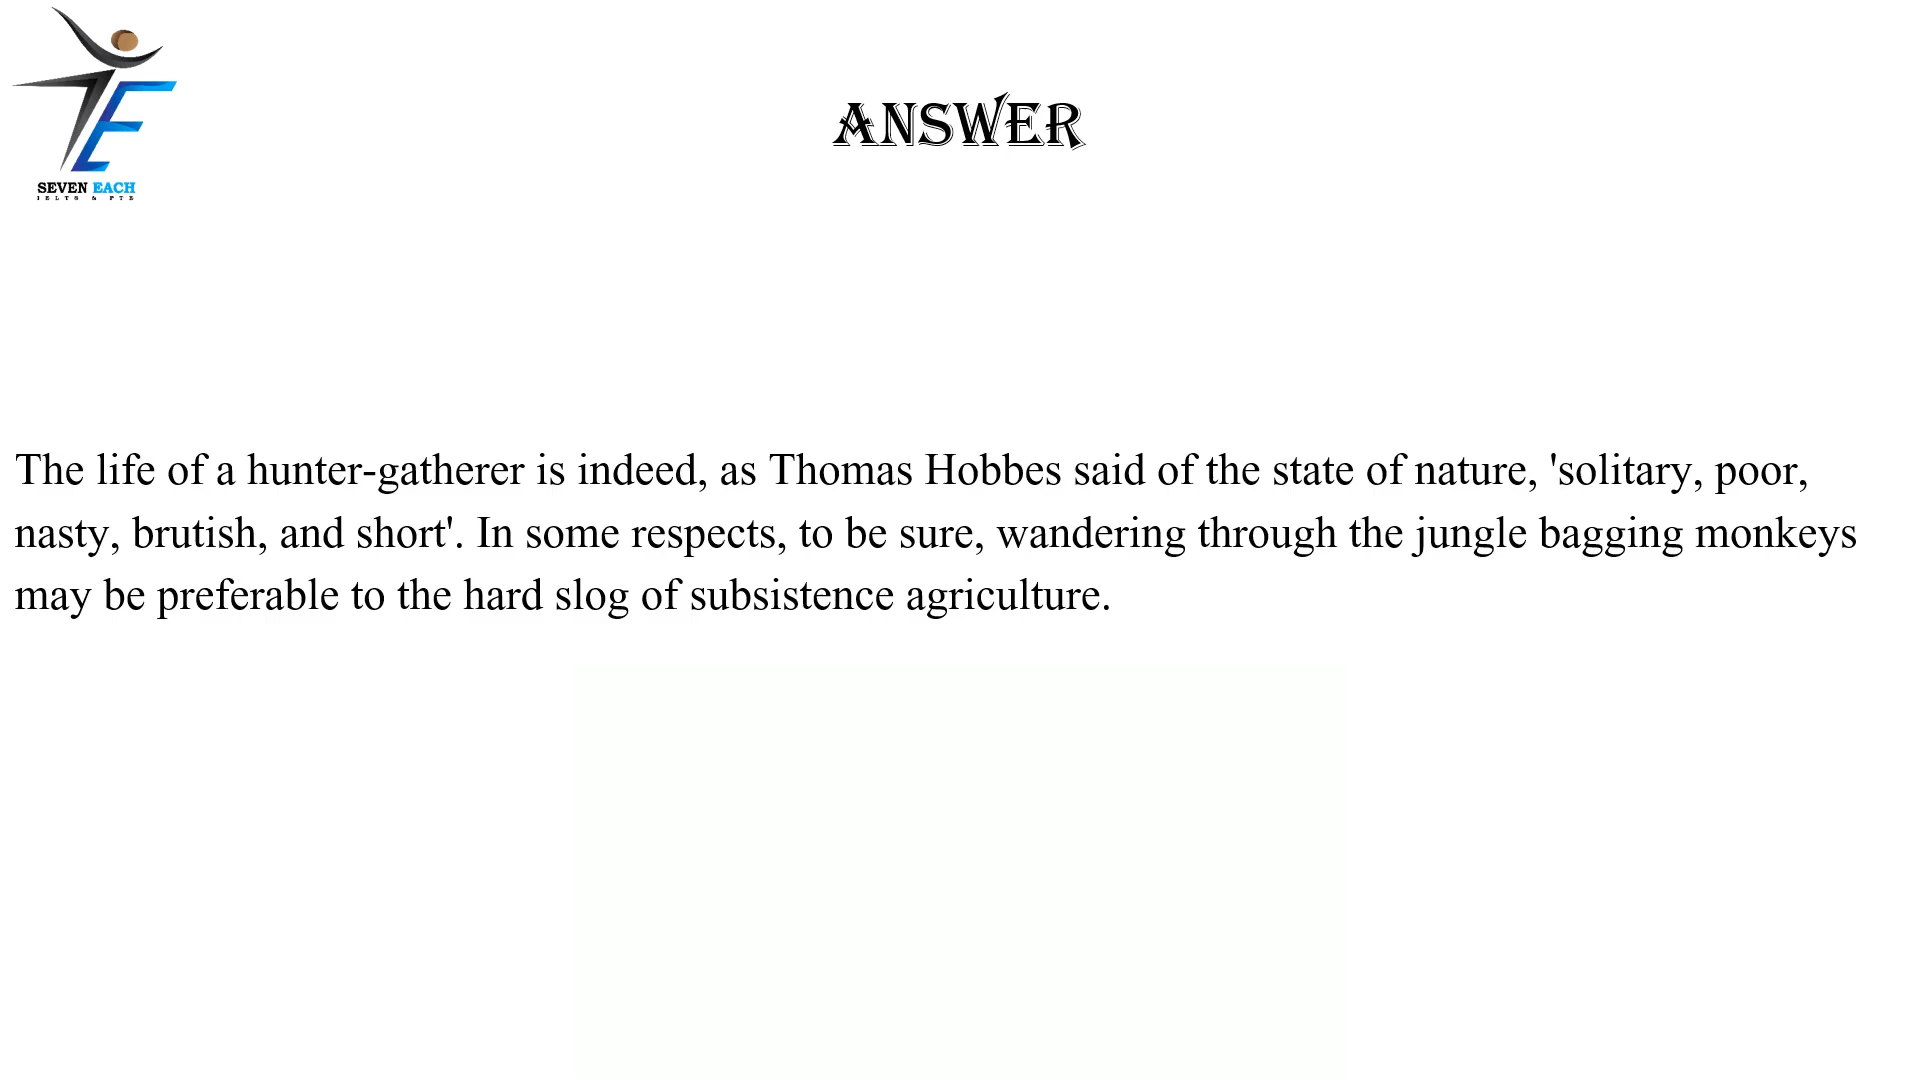 ANSWER
SEVEN EACH
IELTS & PTE
The life of a hunter-gatherer is indeed, as Thomas Hobbes said of the state of nature, 'solitary, poor,
nasty, brutish, and short'. In some respects, to be sure, wandering through the jungle bagging monkeys
may be preferable to the hard slog of subsistence agriculture.